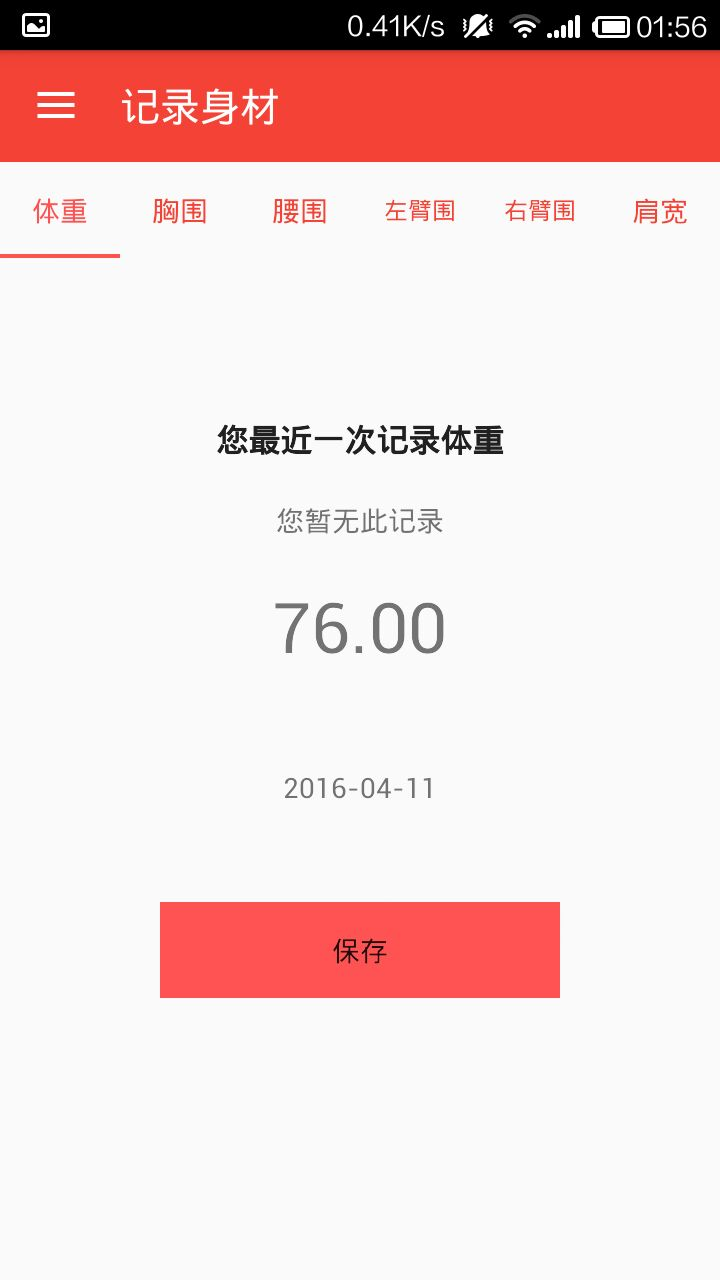 0.41K/s 01:56
记录身材
体重 胸围 腰围 左臂围 右臂围 肩宽
您最近一次记录体重
您暂无此记录
76.00
2016-04-11
保存